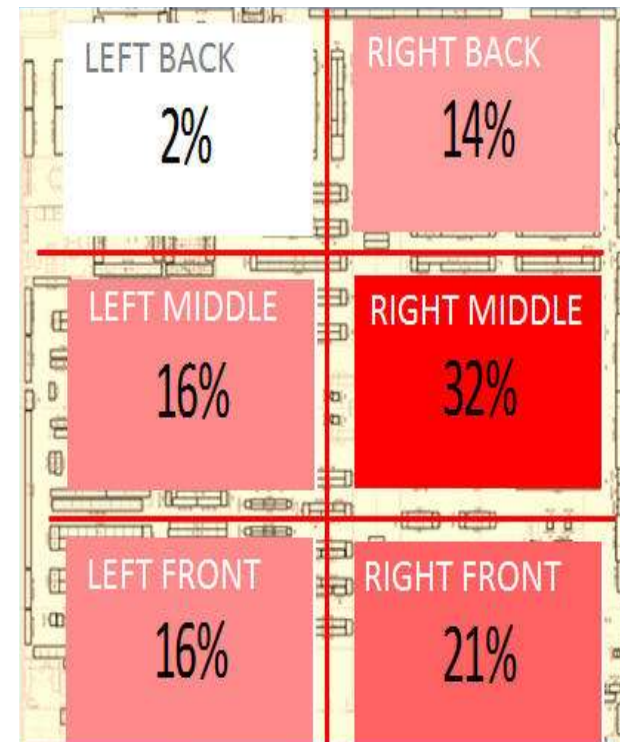 LEFT BACK
2%
RIGHT BACK
14%
LEFT MIDDLE
16%
RIGHT MIDDLE
32%
LEFT FRONT
16%
RIGHT FRONT
21%